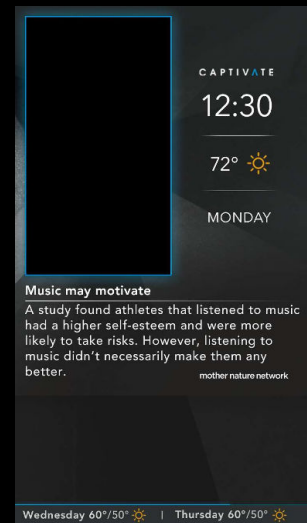 CAPTIVATE
12:30
72°
MONDAY
Music may motivate
A study found athletes that listened to music
had a higher self-esteem and were more
likely to take risks. However, listening to
music didn't necessarily make them any
better.
mother nature network
Wednesday 60°/50° | Thursday 60°/50°